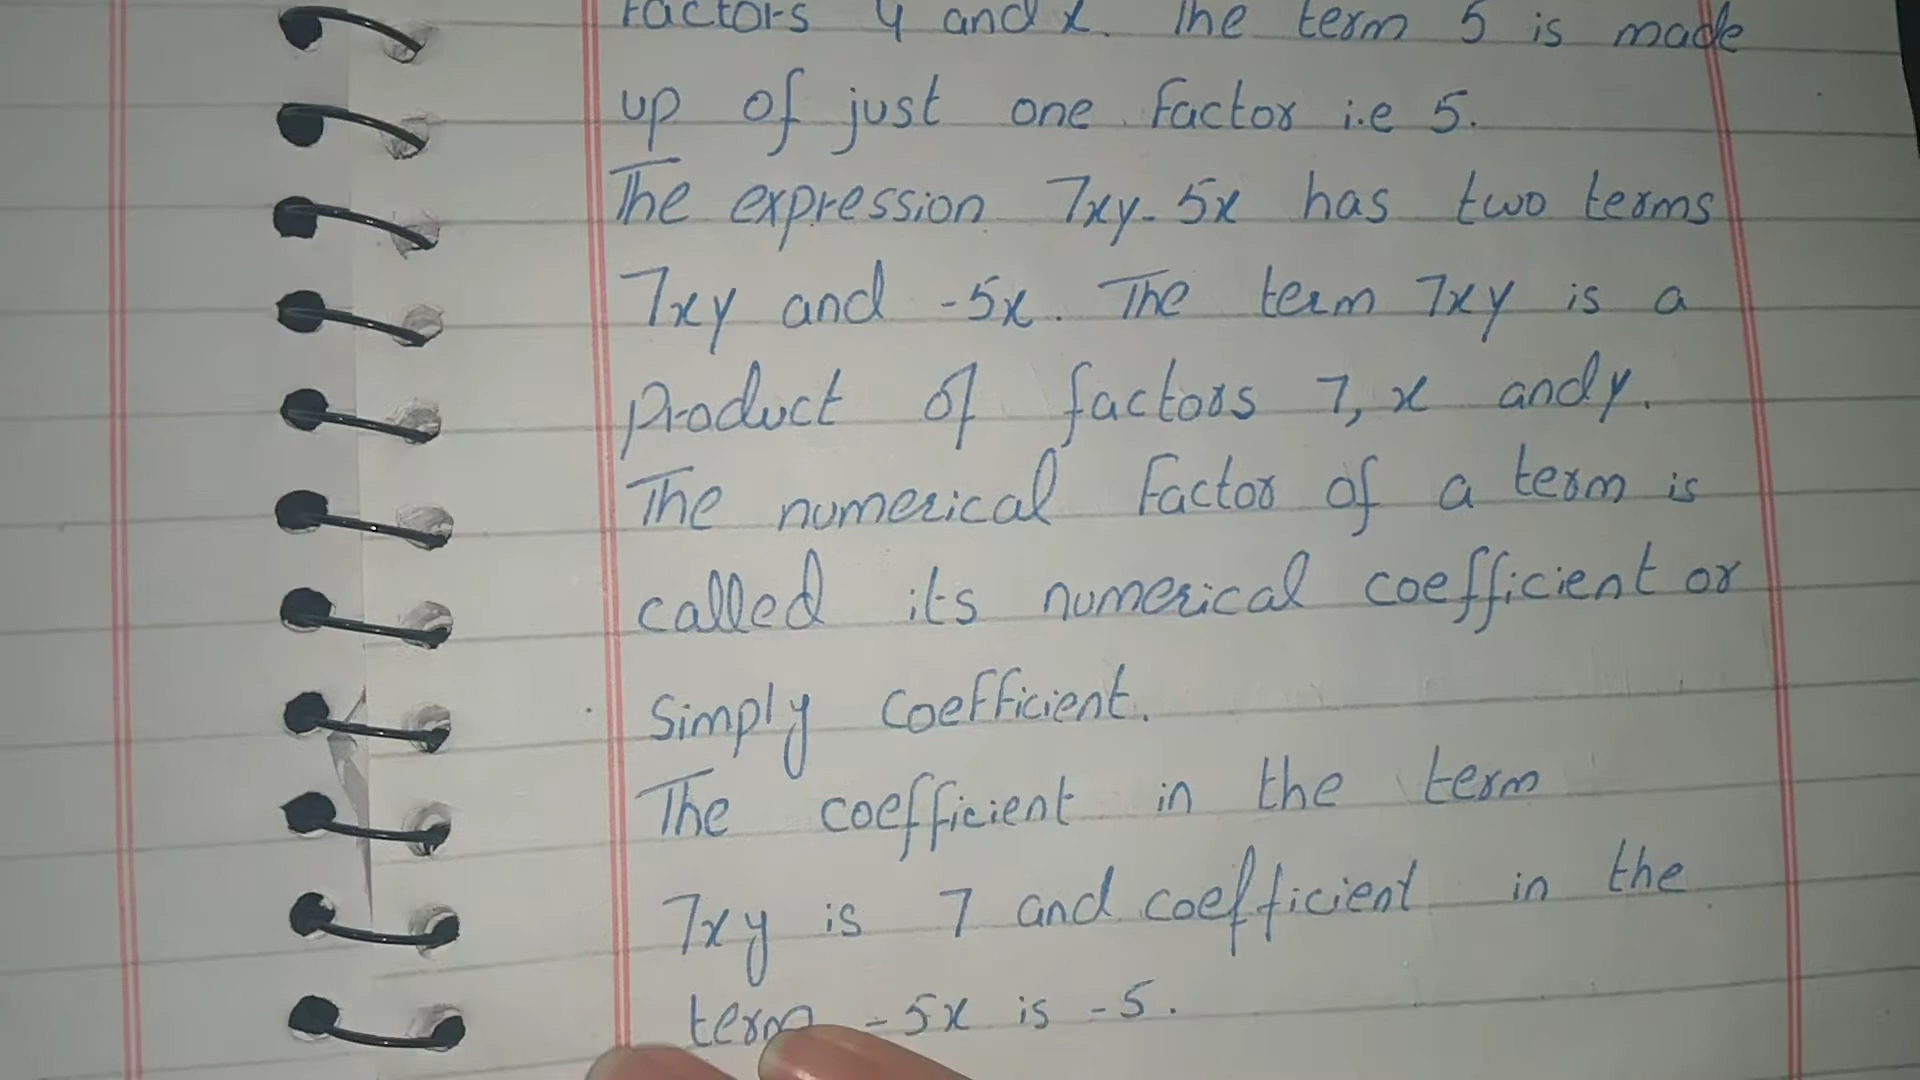 factors 4 and x. The term 5 is made
up of just one factor i.e 5.
The expression 7xy-5x has two terms
7xy and -5x. The term 7xy is a
product of factors 7, x and y.
The numerical factor of a term is
called its numerical coefficient or
simply coefficient.
The coefficient in the term
7xy is 7 and coefficient in the
term -5x is -5.